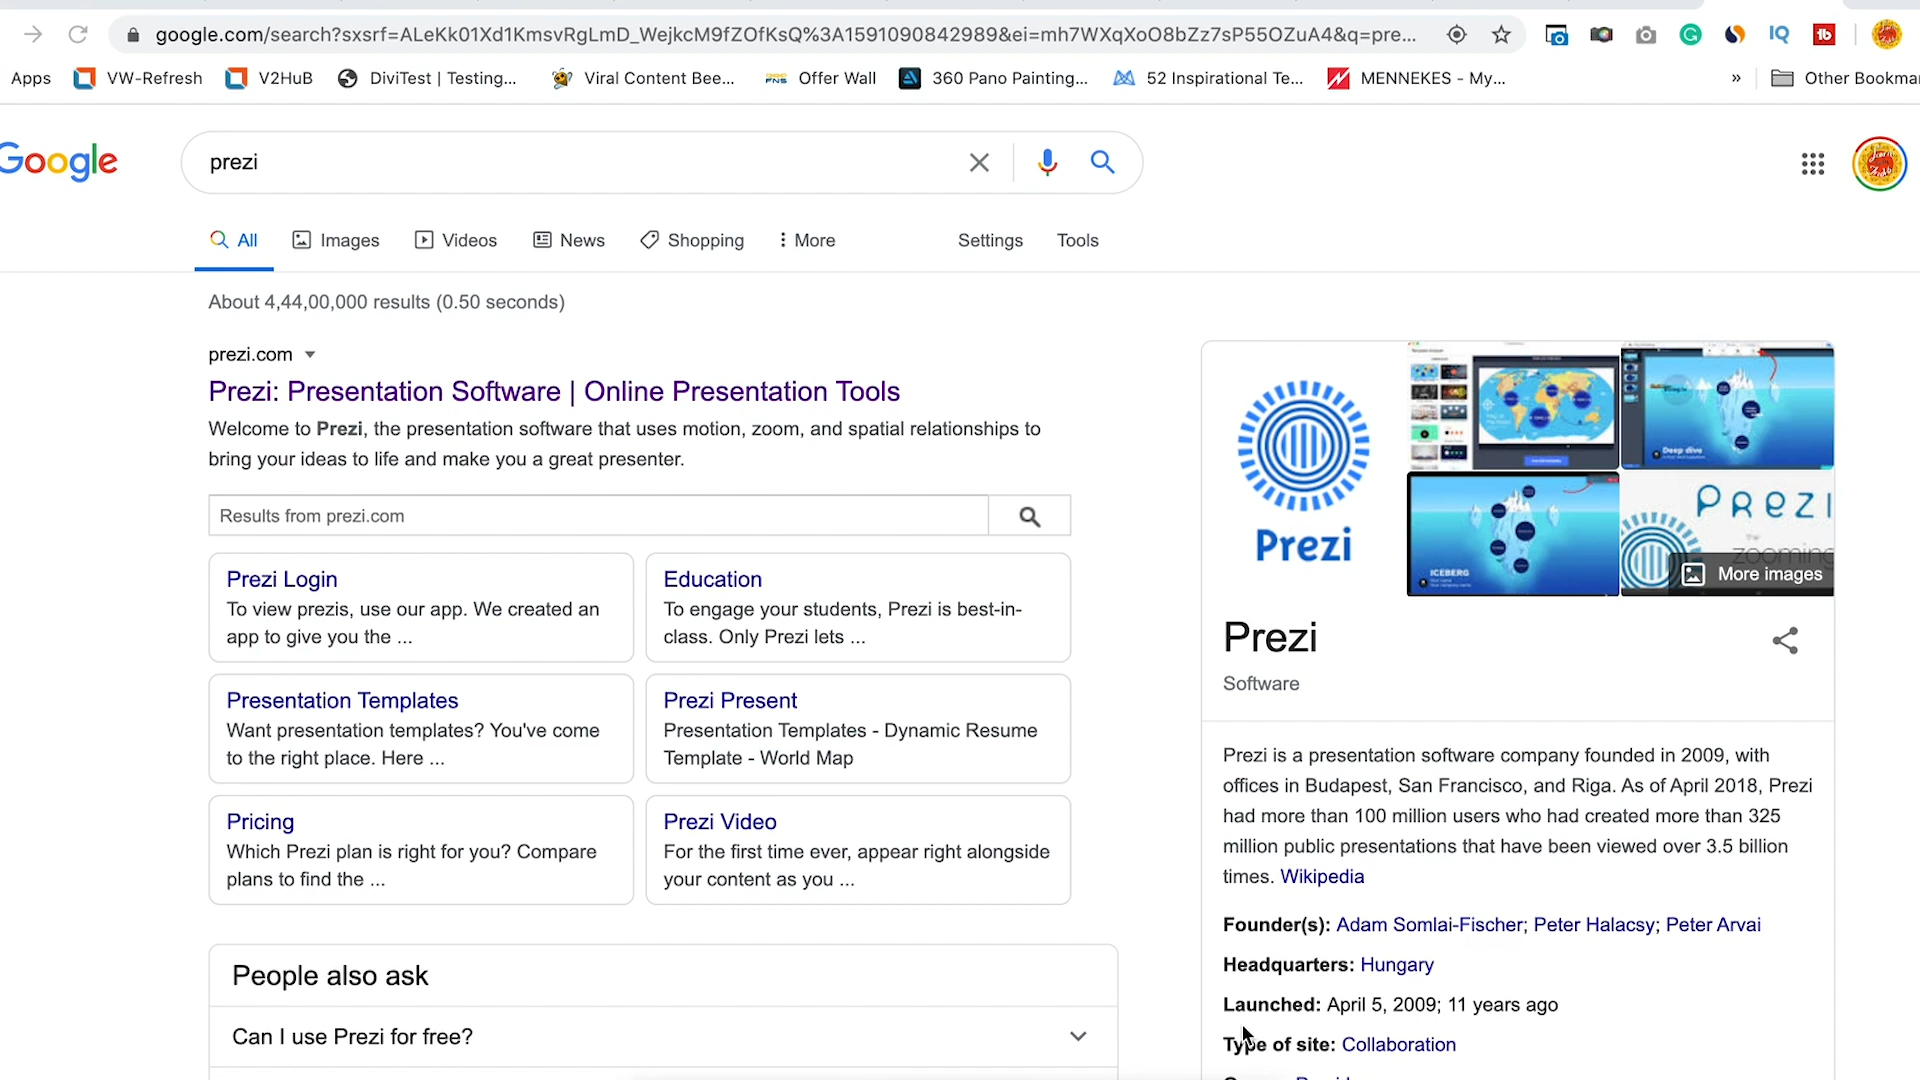 google.com/search?sxsrf=ALeKk01Xd1KmsvRgLmD_WejkcM9fZOfKsQ%3A1591090842989&ei=mh7WXqXoO8bZz7sP55OZuA4&q=pre...
Apps VW-Refresh V2HuB DiviTest | Testing... Viral Content Bee... Offer Wall 360 Pano Painting... 52 Inspirational Te... MENNEKES - My... » Other Bookma
Google
prezi
All Images Videos News Shopping More Settings Tools
About 4,44,00,000 results (0.50 seconds)
prezi.com
Prezi: Presentation Software | Online Presentation Tools
Welcome to Prezi, the presentation software that uses motion, zoom, and spatial relationships to
bring your ideas to life and make you a great presenter.
Results from prezi.com
Prezi Login
To view prezis, use our app. We created an
app to give you the ...
Education
To engage your students, Prezi is best-in-
class. Only Prezi lets ...
Presentation Templates
Want presentation templates? You've come
to the right place. Here ...
Prezi Present
Presentation Templates - Dynamic Resume
Template - World Map
Pricing
Which Prezi plan is right for you? Compare
plans to find the ...
Prezi Video
For the first time ever, appear right alongside
your content as you ...
People also ask
Can I use Prezi for free?
Prezi
Deep dive
ICEBERG
PREZI
zooming
More images
Prezi
Software
Prezi is a presentation software company founded in 2009, with
offices in Budapest, San Francisco, and Riga. As of April 2018, Prezi
had more than 100 million users who had created more than 325
million public presentations that have been viewed over 3.5 billion
times. Wikipedia
Founder(s): Adam Somlai-Fischer; Peter Halacsy; Peter Arvai
Headquarters: Hungary
Launched: April 5, 2009; 11 years ago
Type of site: Collaboration